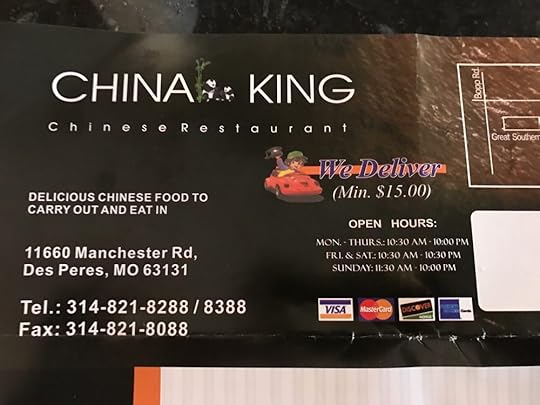 CHINA KING
Chinese Restaurant
Bopp Rd.
Great Southern
We Deliver
(Min. $15.00)
DELICIOUS CHINESE FOOD TO
CARRY OUT AND EAT IN
OPEN HOURS:
MON. - THURS.: 10:30 AM - 10:00 PM
FRI. & SAT.: 10:30 AM - 10:30 PM
SUNDAY: 11:30 AM - 10:00 PM
11660 Manchester Rd,
Des Peres, MO 63131
Tel.: 314-821-8288 / 8388
Fax: 314-821-8088
VISA
MasterCard
DISCOVER